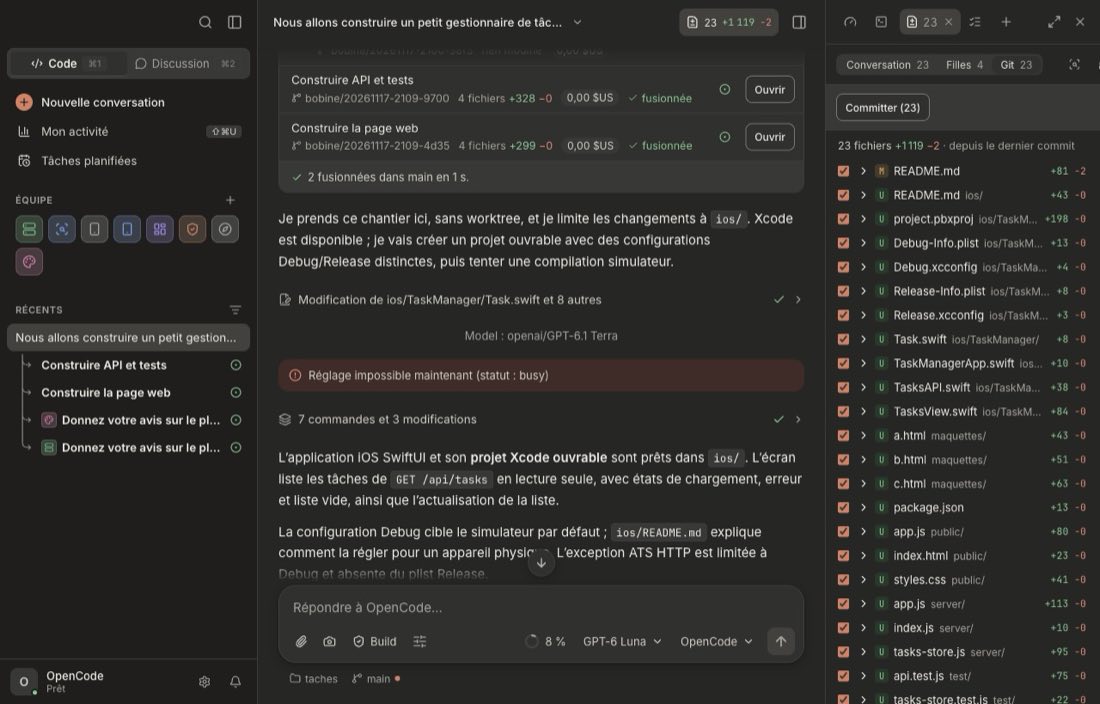 Code ⌘1
Discussion ⌘2
Nouvelle conversation
Mon activité ⇧⌘U
Tâches planifiées
ÉQUIPE
RÉCENTS
Nous allons construire un petit gestion...
Construire API et tests
Construire la page web
Donnez votre avis sur le pl...
Donnez votre avis sur le pl...
O
OpenCode
Prêt
Nous allons construire un petit gestionnaire de tâc...
23 +1 119 -2
Construire API et tests
bobine/20261117-2109-9700 4 fichiers +328 −0 0,00 $US ✓ fusionnée
Ouvrir
Construire la page web
bobine/20261117-2109-4d35 4 fichiers +299 −0 0,00 $US ✓ fusionnée
Ouvrir
✓ 2 fusionnées dans main en 1 s.
Je prends ce chantier ici, sans worktree, et je limite les changements à ios/ . Xcode
est disponible ; je vais créer un projet ouvrable avec des configurations
Debug/Release distinctes, puis tenter une compilation simulateur.
Modification de ios/TaskManager/Task.swift et 8 autres
Model : openai/GPT-6.1 Terra
Réglage impossible maintenant (statut : busy)
7 commandes et 3 modifications
L’application iOS SwiftUI et son projet Xcode ouvrable sont prêts dans ios/ . L’écran
liste les tâches de GET /api/tasks en lecture seule, avec états de chargement, erreur
et liste vide, ainsi que l’actualisation de la liste.
La configuration Debug cible le simulateur par défaut ; ios/README.md explique
comment la régler pour un appareil physique. L’exception ATS HTTP est limitée à
Debug et absente du plist Release.
Répondre à OpenCode...
Build
8 %
GPT-6 Luna
OpenCode
taches
main
23
Conversation 23
Filles 4
Git 23
Committer (23)
23 fichiers +1119 −2 · depuis le dernier commit
M README.md +81 -2
U README.md ios/ +43 -0
U project.pbxproj ios/TaskM... +198 -0
U Debug-Info.plist ios/TaskM... +13 -0
U Debug.xcconfig ios/TaskMa... +4 -0
U Release-Info.plist ios/TaskM... +8 -0
U Release.xcconfig ios/TaskM... +3 -0
U Task.swift ios/TaskManager/ +8 -0
U TaskManagerApp.swift ios... +10 -0
U TasksAPI.swift ios/TaskMa... +38 -0
U TasksView.swift ios/TaskM... +84 -0
U a.html maquettes/ +43 -0
U b.html maquettes/ +51 -0
U c.html maquettes/ +63 -0
U package.json +13 -0
U app.js public/ +80 -0
U index.html public/ +23 -0
U styles.css public/ +41 -0
U app.js server/ +113 -0
U index.js server/ +10 -0
U tasks-store.js server/ +95 -0
U api.test.js test/ +75 -0
U tasks-store.test.js test/ +22 -0